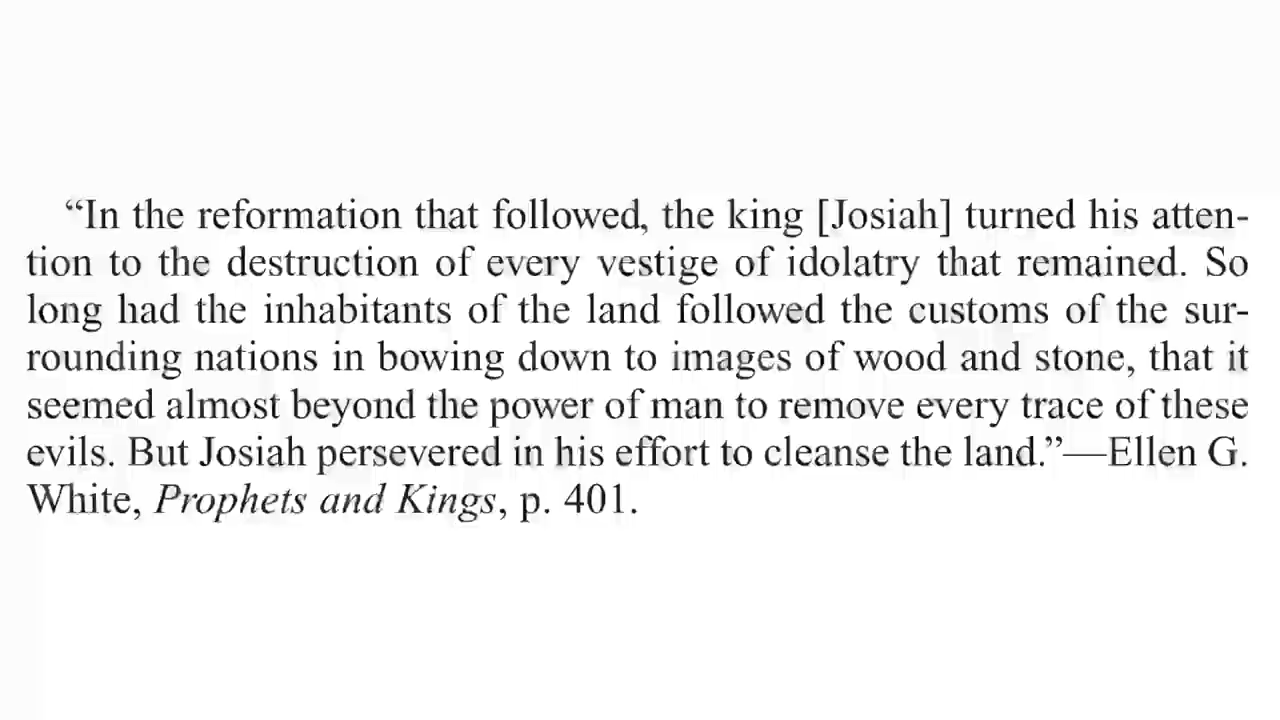 “In the reformation that followed, the king [Josiah] turned his atten-
tion to the destruction of every vestige of idolatry that remained. So
long had the inhabitants of the land followed the customs of the sur-
rounding nations in bowing down to images of wood and stone, that it
seemed almost beyond the power of man to remove every trace of these
evils. But Josiah persevered in his effort to cleanse the land.”—Ellen G.
White, Prophets and Kings, p. 401.